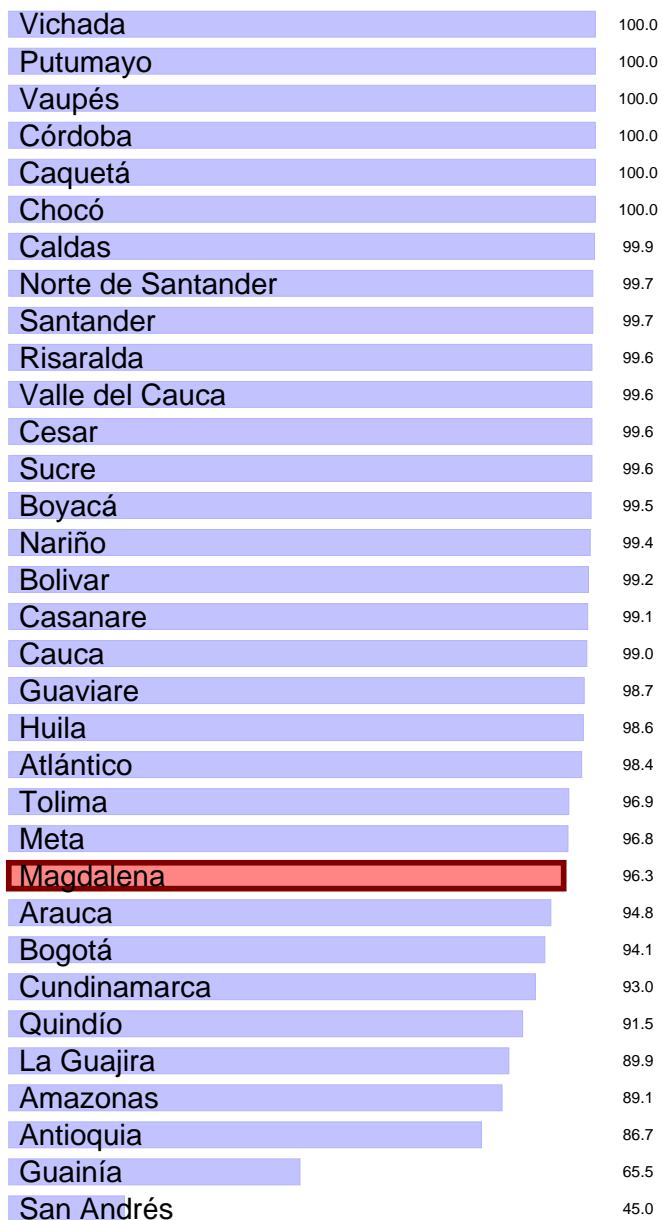 Vichada 100.0
Putumayo 100.0
Vaupés 100.0
Córdoba 100.0
Caquetá 100.0
Chocó 100.0
Caldas 99.9
Norte de Santander 99.7
Santander 99.7
Risaralda 99.6
Valle del Cauca 99.6
Cesar 99.6
Sucre 99.6
Boyacá 99.5
Nariño 99.4
Bolivar 99.2
Casanare 99.1
Cauca 99.0
Guaviare 98.7
Huila 98.6
Atlántico 98.4
Tolima 96.9
Meta 96.8
Magdalena 96.3
Arauca 94.8
Bogotá 94.1
Cundinamarca 93.0
Quindío 91.5
La Guajira 89.9
Amazonas 89.1
Antioquia 86.7
Guainía 65.5
San Andrés 45.0